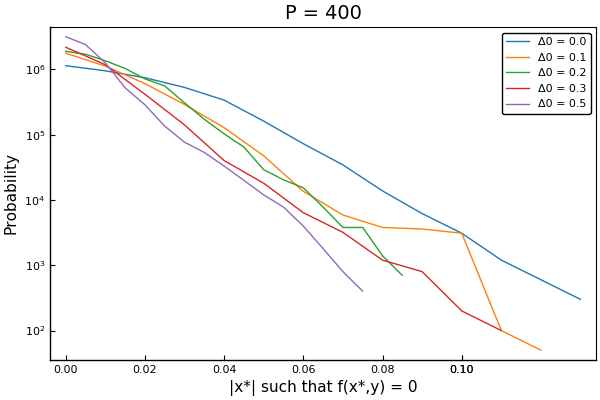 P = 400
Δ0 = 0.0
Δ0 = 0.1
Δ0 = 0.2
Δ0 = 0.3
Δ0 = 0.5
Probability
10⁶
10⁵
10⁴
10³
10²
0.00 0.02 0.04 0.06 0.08 0.10
|x*| such that f(x*,y) = 0